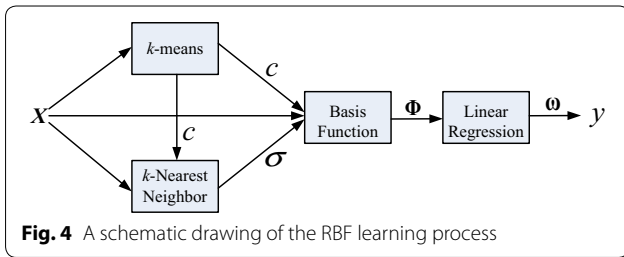 k-means
c
x
Basis
Function
Φ
Linear
Regression
ω
y
c
k-Nearest
Neighbor
σ
Fig. 4 A schematic drawing of the RBF learning process